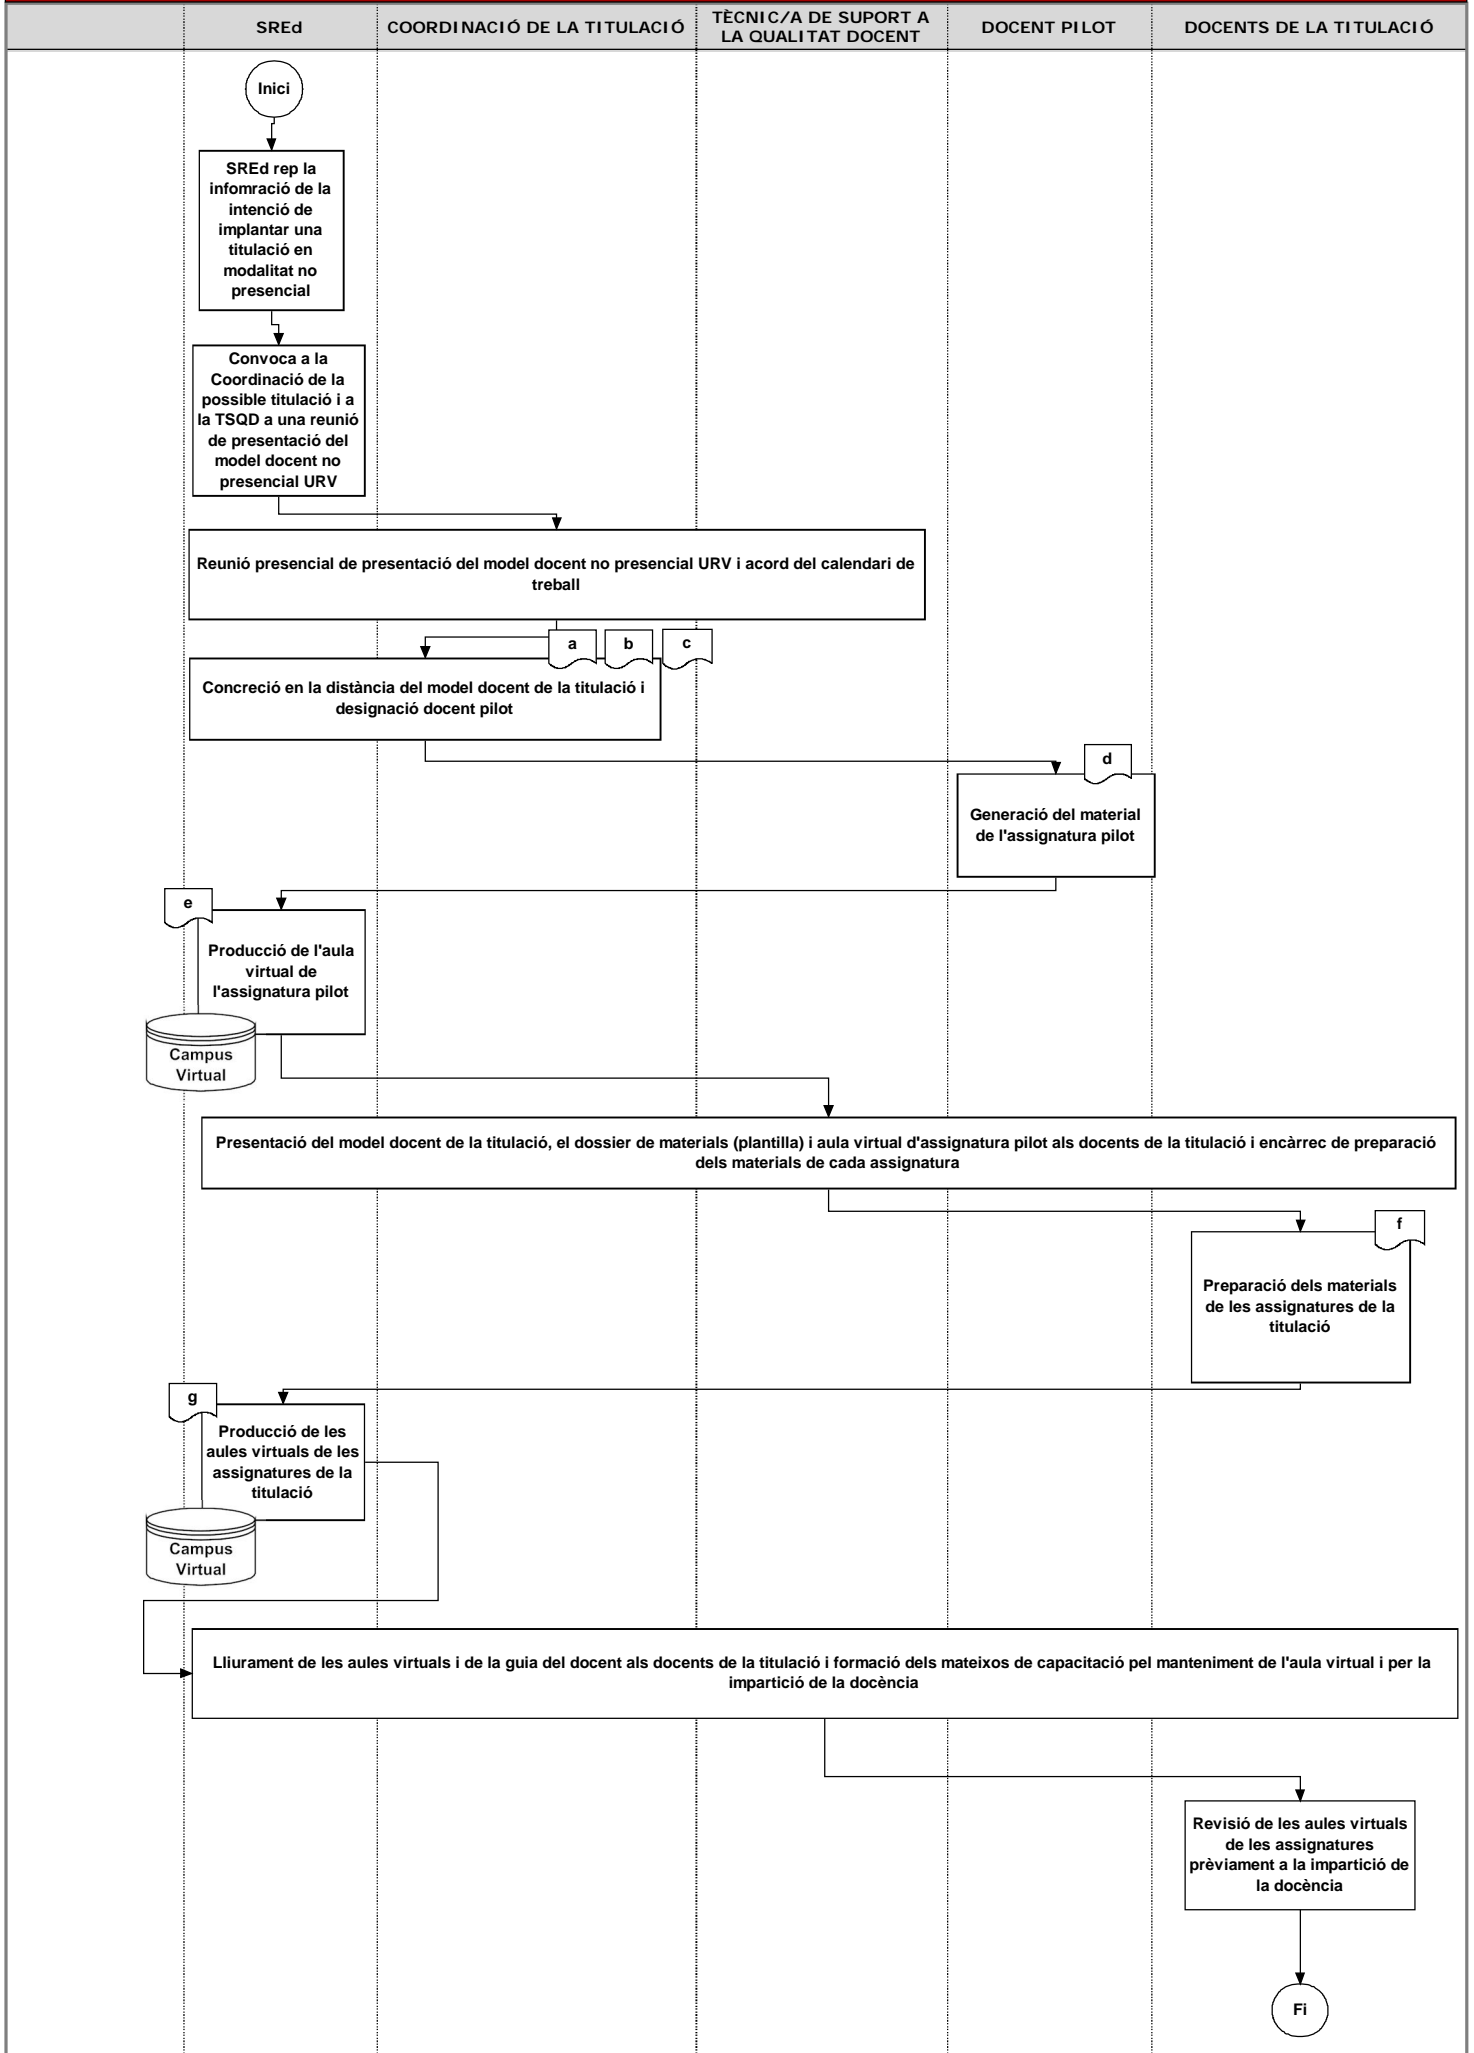 SREd
COORDINACIÓ DE LA TITULACIÓ
TÈCNIC/A DE SUPORT A
LA QUALITAT DOCENT
DOCENT PILOT
DOCENTS DE LA TITULACIÓ
Inici
SREd rep la
infomració de la
intenció de
implantar una
titulació en
modalitat no
presencial
Convoca a la
Coordinació de la
possible titulació i a
la TSQD a una reunió
de presentació del
model docent no
presencial URV
Reunió presencial de presentació del model docent no presencial URV i acord del calendari de
treball
a
b
c
Concreció en la distància del model docent de la titulació i
designació docent pilot
d
Generació del material
de l'assignatura pilot
e
Producció de l'aula
virtual de
l'assignatura pilot
Campus
Virtual
Presentació del model docent de la titulació, el dossier de materials (plantilla) i aula virtual d'assignatura pilot als docents de la titulació i encàrrec de preparació
dels materials de cada assignatura
f
Preparació dels materials
de les assignatures de la
titulació
g
Producció de les
aules virtuals de les
assignatures de la
titulació
Campus
Virtual
Lliurament de les aules virtuals i de la guia del docent als docents de la titulació i formació dels mateixos de capacitació pel manteniment de l'aula virtual i per la
impartició de la docència
Revisió de les aules virtuals
de les assignatures
prèviament a la impartició de
la docència
Fi